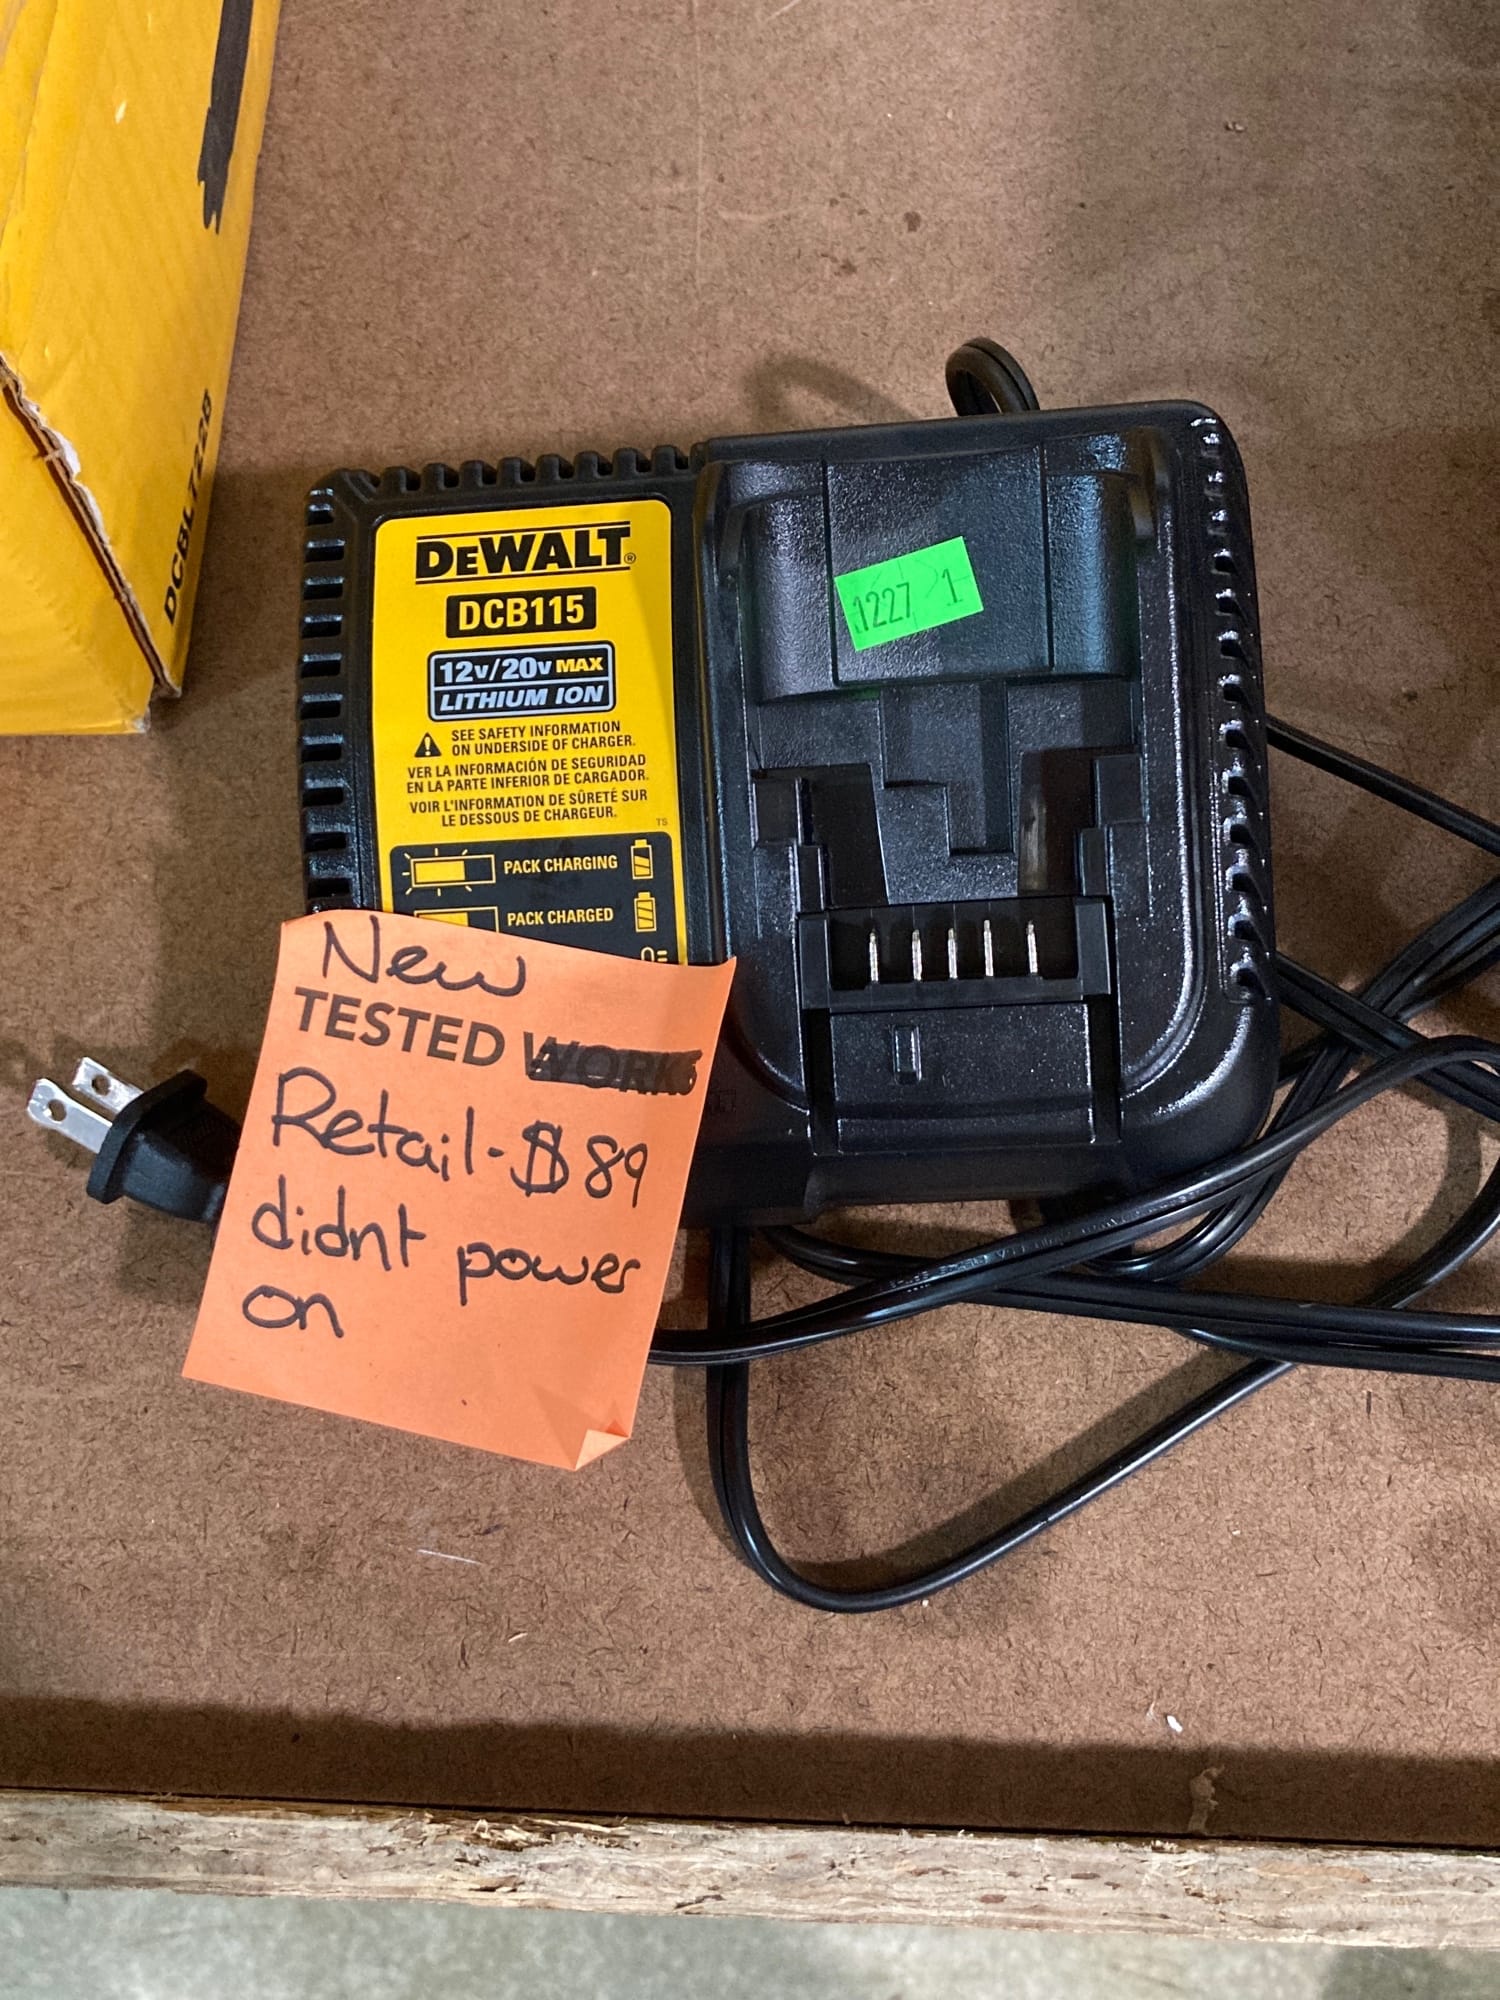 DCBLT228
DEWALT®
DCB115
12V/20V MAX
LITHIUM ION
SEE SAFETY INFORMATION
ON UNDERSIDE OF CHARGER.
VER LA INFORMACIÓN DE SEGURIDAD
EN LA PARTE INFERIOR DE CARGADOR.
VOIR L'INFORMATION DE SÛRETÉ SUR
LE DESSOUS DE CHARGEUR.
TS
PACK CHARGING
PACK CHARGED
1227 1
New
TESTED WORKS
Retail-$89
didnt power
on